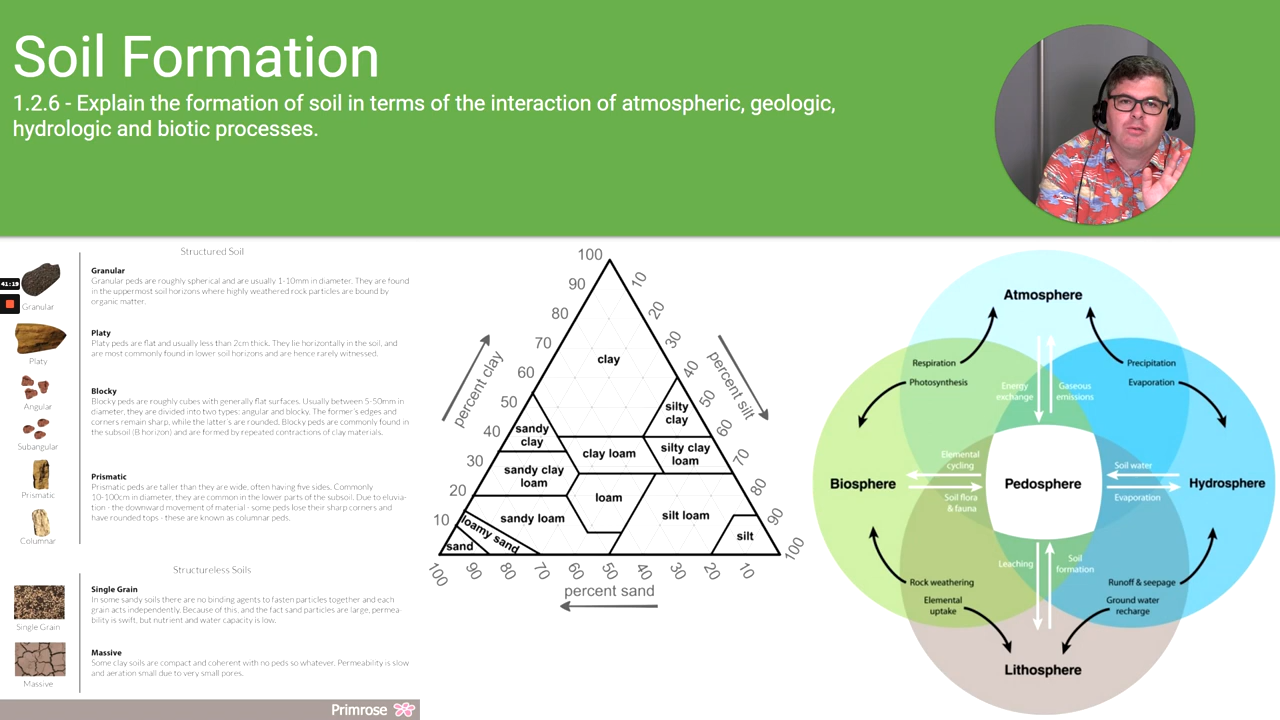 Soil Formation
1.2.6 - Explain the formation of soil in terms of the interaction of atmospheric, geologic,
hydrologic and biotic processes.
Structured Soil
41:19
Granular
Granular
Granular peds are roughly spherical and are usually 1-10mm in diameter. They are found
in the uppermost soil horizons where highly weathered rock particles are bound by
organic matter.
Platy
Platy
Platy peds are flat and usually less than 2cm thick. They lie horizontally in the soil, and
are most commonly found in lower soil horizons and are hence rarely witnessed.
Angular
Subangular
Blocky
Blocky peds are roughly cubes with generally flat surfaces. Usually between 5-50mm in
diameter, they are divided into two types: angular and blocky. The former's edges and
corners remain sharp, while the latter's are rounded. Blocky peds are commonly found in
the subsoil (B horizon) and are formed by repeated contractions of clay materials.
Prismatic
Columnar
Prismatic
Prismatic peds are taller than they are wide, often having five sides. Commonly
10-100cm in diameter, they are common in the lower parts of the subsoil. Due to eluvia-
tion - the downward movement of material - some peds lose their sharp corners and
have rounded tops - these are known as columnar peds.
Structureless Soils
Single Grain
Single Grain
In some sandy soils there are no binding agents to fasten particles together and each
grain acts independently. Because of this, and the fact sand particles are large, permea-
bility is swift, but nutrient and water capacity is low.
Massive
Massive
Some clay soils are compact and coherent with no peds so whatever. Permeability is slow
and aeration small due to very small pores.
Primrose
100
90
80
70
60
50
40
30
20
10
percent clay
10
20
30
40
50
60
70
80
90
100
percent silt
100
90
80
70
60
50
40
30
20
10
percent sand
clay
silty
clay
sandy
clay
clay loam
silty clay
loam
sandy clay
loam
loam
sandy loam
silt loam
silt
loamy sand
sand
Atmosphere
Respiration
Photosynthesis
Precipitation
Evaporation
Energy
exchange
Gaseous
emissions
Biosphere
Elemental
cycling
Soil flora
& fauna
Pedosphere
Soil water
Evaporation
Hydrosphere
Leaching
Soil
formation
Rock weathering
Elemental
uptake
Runoff & seepage
Ground water
recharge
Lithosphere